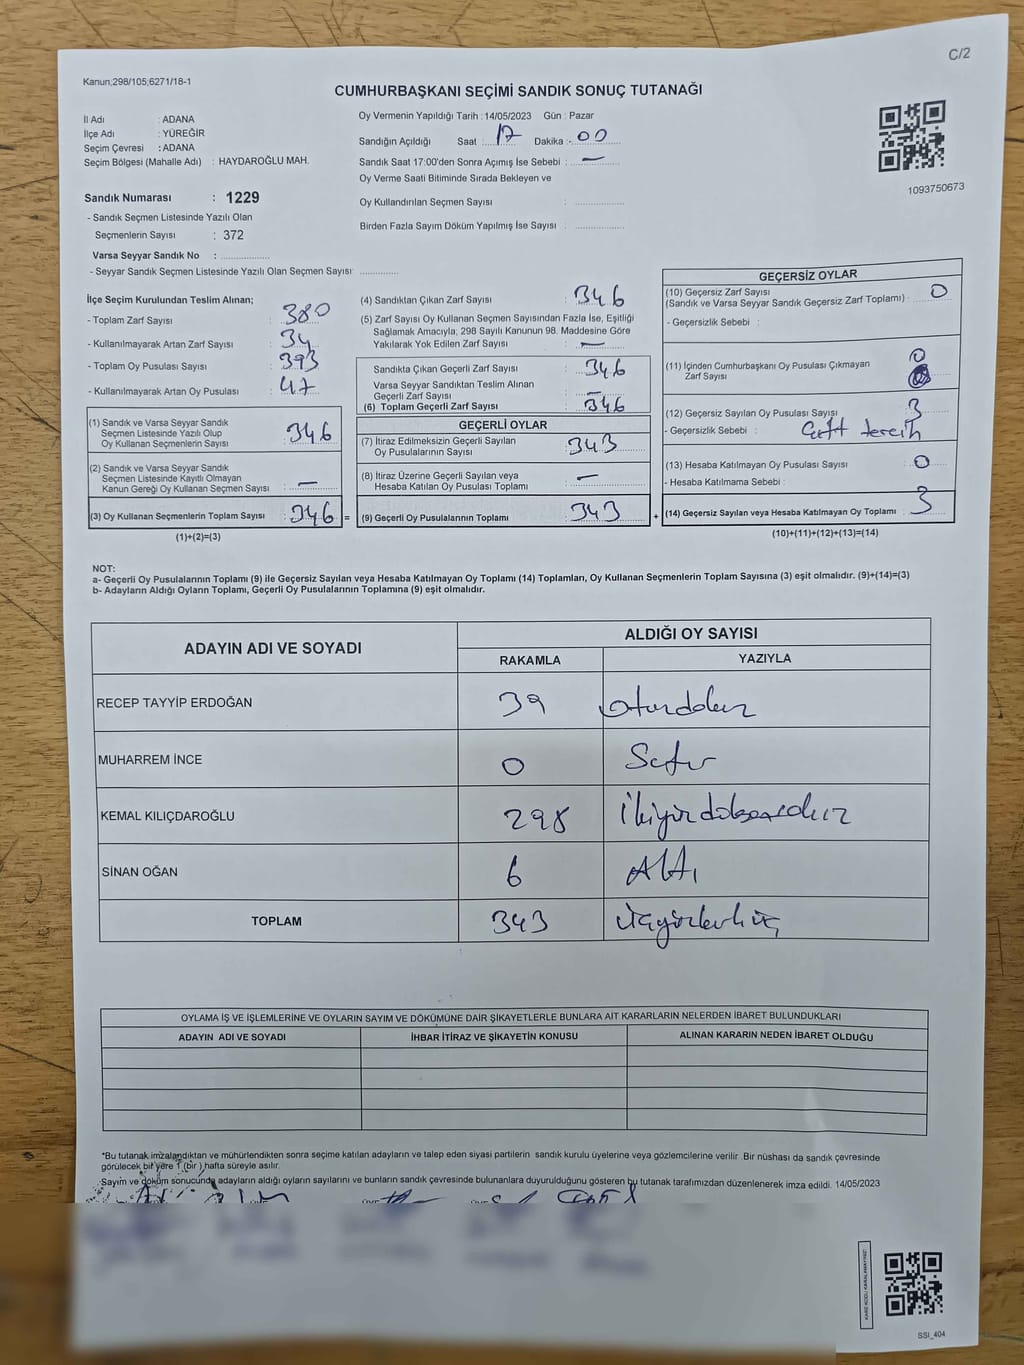 C/2
Kanun;298/105;6271/18-1
CUMHURBAŞKANI SEÇİMİ SANDIK SONUÇ TUTANAĞI
İl Adı : ADANA
İlçe Adı : YÜREĞİR
Seçim Çevresi : ADANA
Seçim Bölgesi (Mahalle Adı) : HAYDAROĞLU MAH.
Oy Vermenin Yapıldığı Tarih : 14/05/2023 Gün : Pazar
Sandığın Açıldığı Saat : 17 Dakika : 00
Sandık Saat 17:00'den Sonra Açımış İse Sebebi : —
Oy Verme Saati Bitiminde Sırada Bekleyen ve
Oy Kullandırılan Seçmen Sayısı :
Birden Fazla Sayım Döküm Yapılmış İse Sayısı :
1093750673
Sandık Numarası : 1229
- Sandık Seçmen Listesinde Yazılı Olan
Seçmenlerin Sayısı : 372
Varsa Seyyar Sandık No :
- Seyyar Sandık Seçmen Listesinde Yazılı Olan Seçmen Sayısı:
İlçe Seçim Kurulundan Teslim Alınan;
- Toplam Zarf Sayısı : 380
- Kullanılmayarak Artan Zarf Sayısı : 34
- Toplam Oy Pusulası Sayısı : 393
- Kullanılmayarak Artan Oy Pusulası : 47
(1) Sandık ve Varsa Seyyar Sandık
Seçmen Listesinde Yazılı Olup
Oy Kullanan Seçmenlerin Sayısı : 346
(2) Sandık ve Varsa Seyyar Sandık
Seçmen Listesinde Kayıtlı Olmayan
Kanun Gereği Oy Kullanan Seçmen Sayısı : —
(3) Oy Kullanan Seçmenlerin Toplam Sayısı : 346 =
(1)+(2)=(3)
(4) Sandıktan Çıkan Zarf Sayısı : 346
(5) Zarf Sayısı Oy Kullanan Seçmen Sayısından Fazla İse, Eşitliği
Sağlamak Amacıyla; 298 Sayılı Kanunun 98. Maddesine Göre
Yakılarak Yok Edilen Zarf Sayısı : —
Sandıkta Çıkan Geçerli Zarf Sayısı : 346
Varsa Seyyar Sandıktan Teslim Alınan
Geçerli Zarf Sayısı : —
(6) Toplam Geçerli Zarf Sayısı : 346
GEÇERLİ OYLAR
(7) İtiraz Edilmeksizin Geçerli Sayılan
Oy Pusulalarının Sayısı : 343
(8) İtiraz Üzerine Geçerli Sayılan veya
Hesaba Katılan Oy Pusulası Toplamı : —
(9) Geçerli Oy Pusulalarının Toplamı : 343 +
GEÇERSİZ OYLAR
(10) Geçersiz Zarf Sayısı
(Sandık ve Varsa Seyyar Sandık Geçersiz Zarf Toplamı) : 0
- Geçersizlik Sebebi :
(11) İçinden Cumhurbaşkanı Oy Pusulası Çıkmayan
Zarf Sayısı : 0
(12) Geçersiz Sayılan Oy Pusulası Sayısı : 3
- Geçersizlik Sebebi : Çift tercih
(13) Hesaba Katılmayan Oy Pusulası Sayısı : 0
- Hesaba Katılmama Sebebi :
(14) Geçersiz Sayılan veya Hesaba Katılmayan Oy Toplamı : 3
(10)+(11)+(12)+(13)=(14)
NOT:
a- Geçerli Oy Pusulalarının Toplamı (9) ile Geçersiz Sayılan veya Hesaba Katılmayan Oy Toplamı (14) Toplamları, Oy Kullanan Seçmenlerin Toplam Sayısına (3) eşit olmalıdır. (9)+(14)=(3)
b- Adayların Aldığı Oyların Toplamı, Geçerli Oy Pusulalarının Toplamına (9) eşit olmalıdır.
ADAYIN ADI VE SOYADI ALDIĞI OY SAYISI
RAKAMLA YAZIYLA
RECEP TAYYİP ERDOĞAN 39 otuzdokuz
MUHARREM İNCE 0 Sıfır
KEMAL KILIÇDAROĞLU 298 ikiyüzdoksansekiz
SİNAN OĞAN 6 Altı
TOPLAM 343 üçyüzkırküç
OYLAMA İŞ VE İŞLEMLERİNE VE OYLARIN SAYIM VE DÖKÜMÜNE DAİR ŞİKAYETLERLE BUNLARA AİT KARARLARIN NELERDEN İBARET BULUNDUKLARI
ADAYIN ADI VE SOYADI İHBAR İTİRAZ VE ŞİKAYETİN KONUSU ALINAN KARARIN NEDEN İBARET OLDUĞU
*Bu tutanak imzalandıktan ve mühürlendikten sonra seçime katılan adayların ve talep eden siyasi partilerin sandık kurulu üyelerine veya gözlemcilerine verilir. Bir nüshası da sandık çevresinde
görülecek bir yere 1 (bir ) hafta süreyle asılır.
Sayım ve döküm sonucunda adayların aldığı oyların sayılarını ve bunların sandık çevresinde bulunanlara duyurulduğunu gösteren bu tutanak tarafımızdan düzenlenerek imza edildi. 14/05/2023
SSI_404